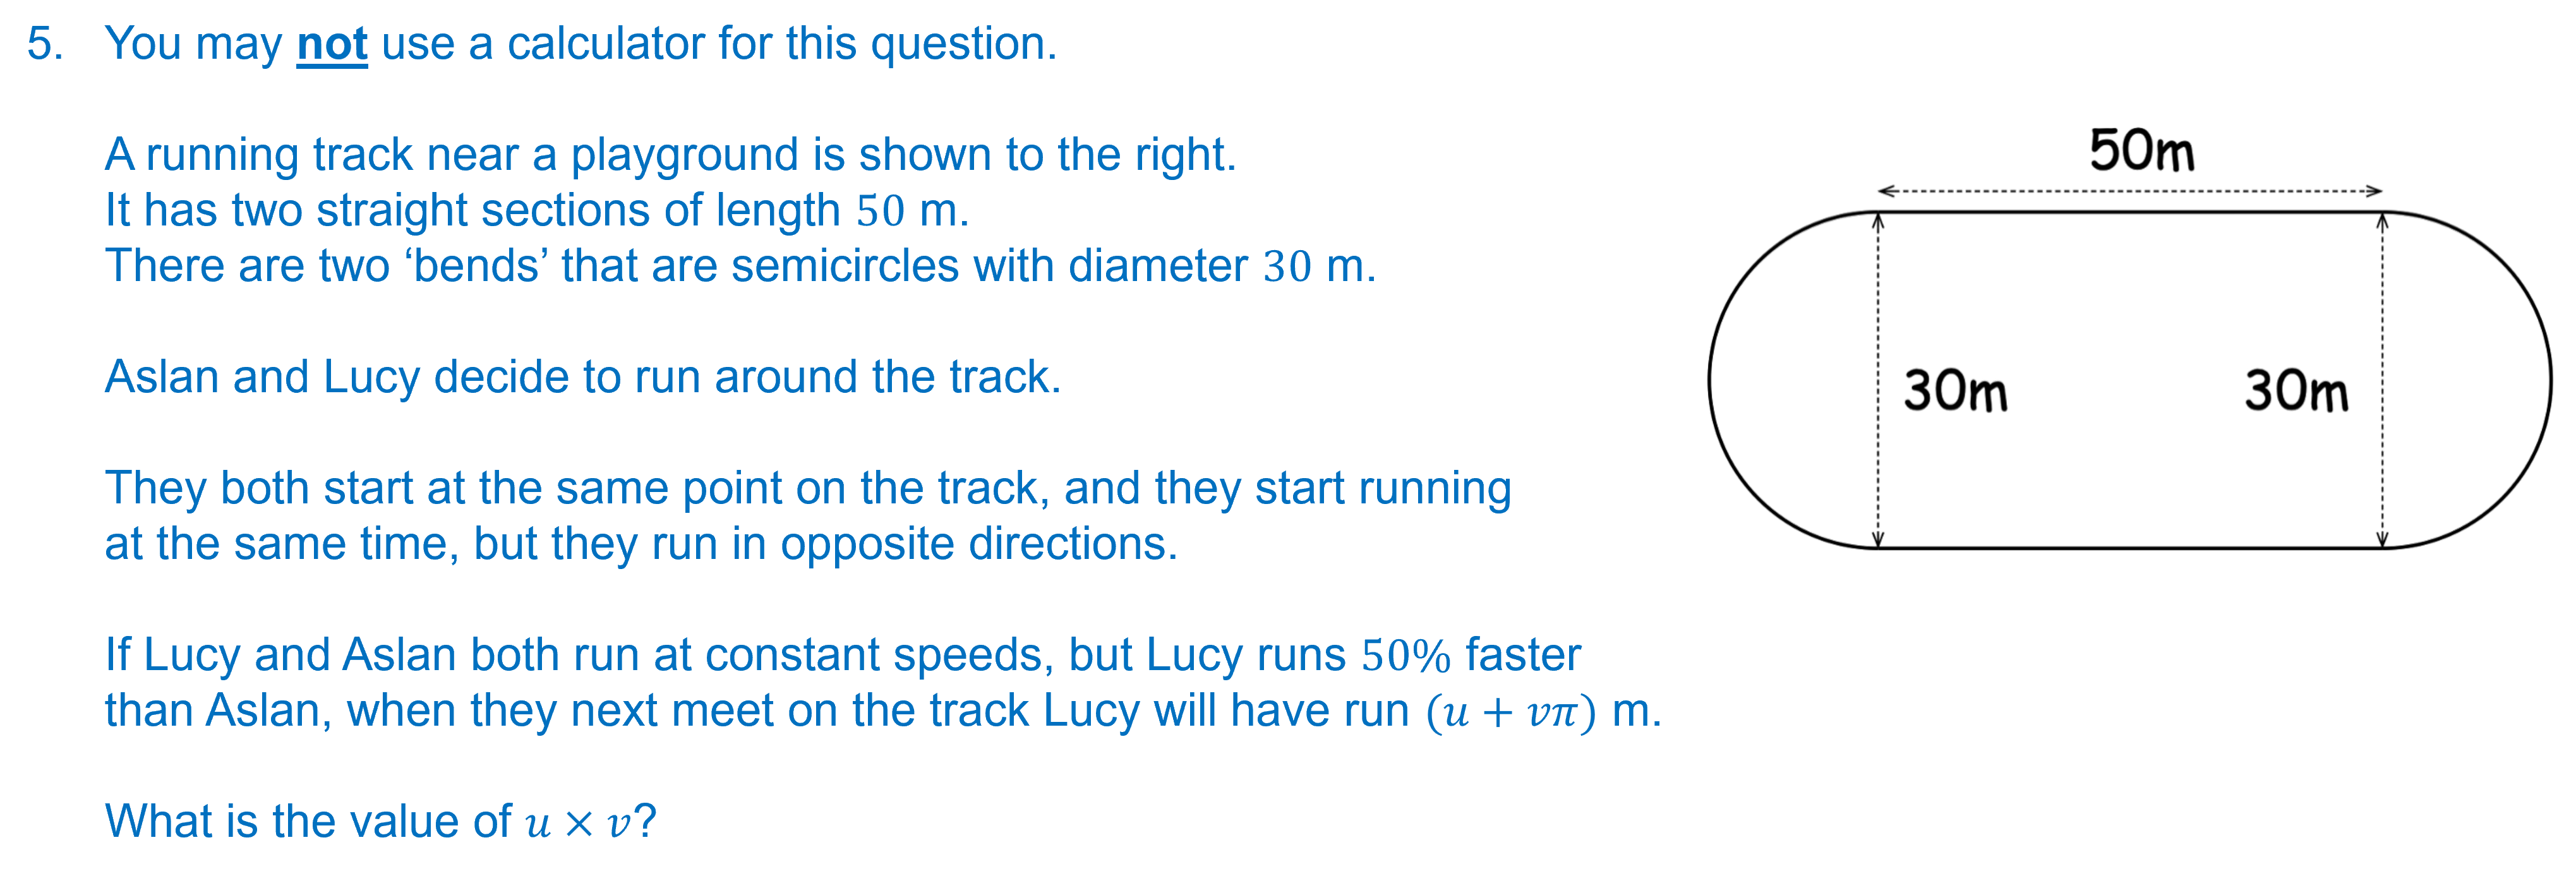 5. You may not use a calculator for this question.
A running track near a playground is shown to the right.
It has two straight sections of length 50 m.
There are two ‘bends’ that are semicircles with diameter 30 m.
Aslan and Lucy decide to run around the track.
They both start at the same point on the track, and they start running
at the same time, but they run in opposite directions.
If Lucy and Aslan both run at constant speeds, but Lucy runs 50% faster
than Aslan, when they next meet on the track Lucy will have run (u + vπ) m.
What is the value of u × v?
50m
30m
30m